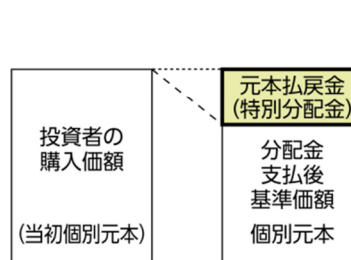 投資者の
購入価額
(当初個別元本)
元本払戻金
(特別分配金)
分配金
支払後
基準価額
個別元本